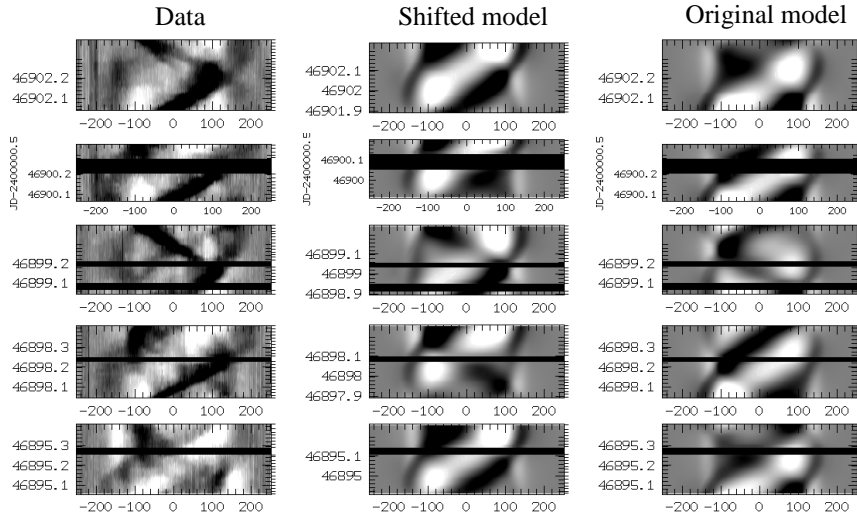 Data Shifted model Original model
46902.2 46902.1 46902.2
46902.1 46902 46902.1
46901.9
-200 -100 0 100 200 -200 -100 0 100 200 -200 -100 0 100 200
JD-2400000.5 JD-2400000.5 JD-2400000.5
46900.2 46900.1 46900.2
46900.1 46900 46900.1
-200 -100 0 100 200 -200 -100 0 100 200 -200 -100 0 100 200
46899.2 46899.1 46899.2
46899.1 46899 46899.1
46898.9
-200 -100 0 100 200 -200 -100 0 100 200 -200 -100 0 100 200
46898.3 46898.1 46898.3
46898.2 46898 46898.2
46898.1 46897.9 46898.1
-200 -100 0 100 200 -200 -100 0 100 200 -200 -100 0 100 200
46895.3 46895.1 46895.3
46895.2 46895 46895.2
46895.1 46895.1
-200 -100 0 100 200 -200 -100 0 100 200 -200 -100 0 100 200